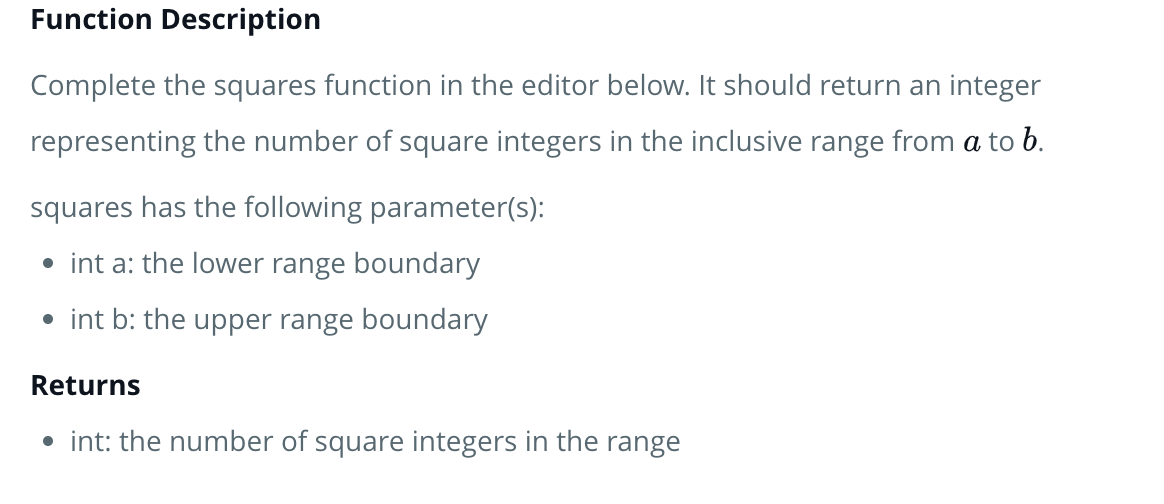 Function Description
Complete the squares function in the editor below. It should return an integer
representing the number of square integers in the inclusive range from a to b.
squares has the following parameter(s):
• int a: the lower range boundary
• int b: the upper range boundary
Returns
• int: the number of square integers in the range